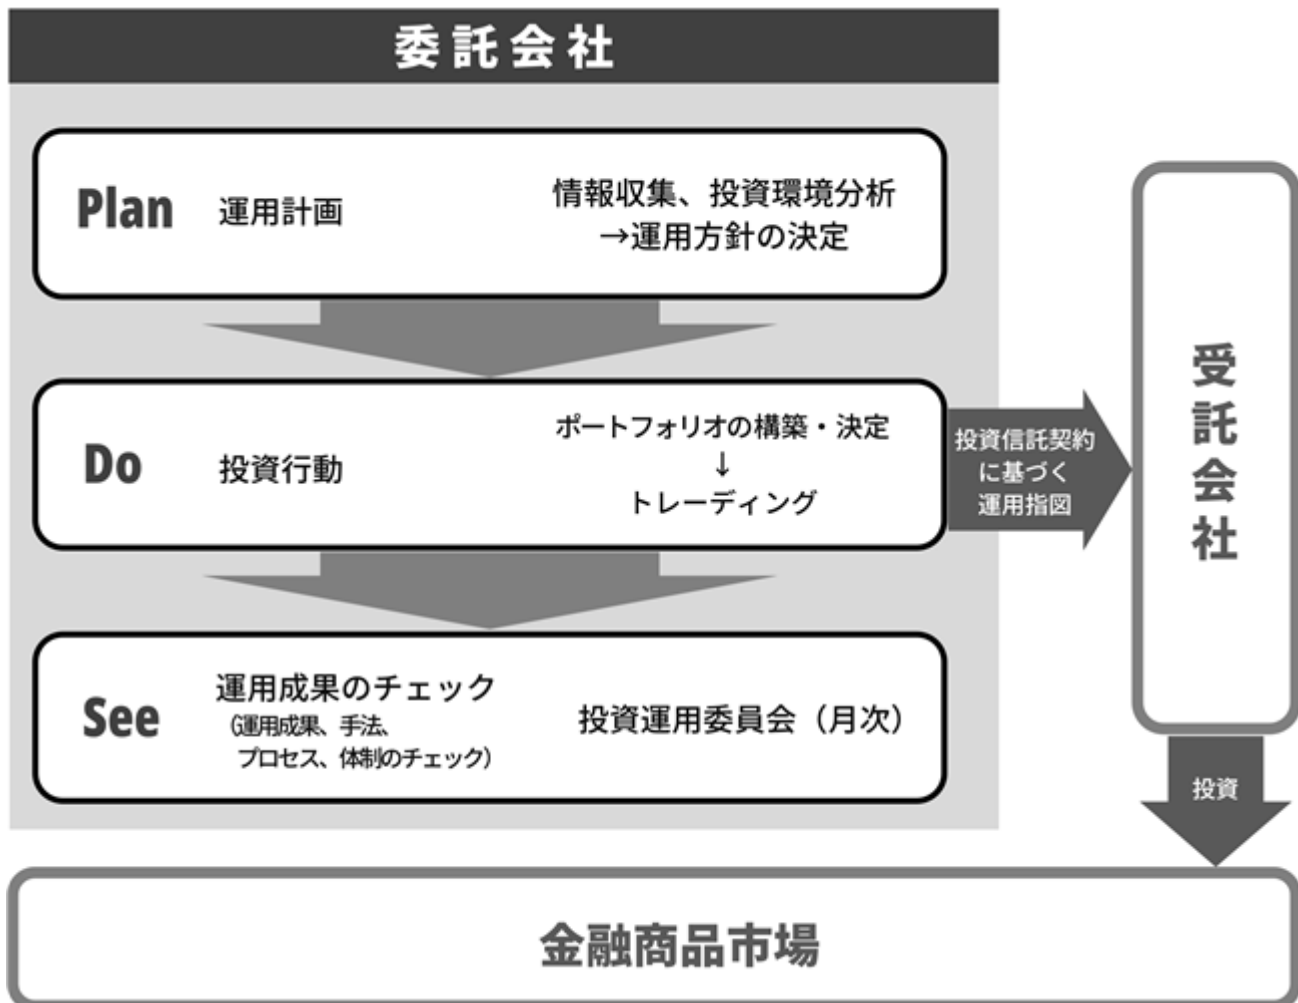 委託会社
Plan
運用計画
情報収集、投資環境分析
→運用方針の決定
Do
投資行動
ポートフォリオの構築・決定
↓
トレーディング
投資信託契約
に基づく
運用指図
受託会社
See
運用成果のチェック
（運用成果、手法、
プロセス、体制のチェック）
投資運用委員会（月次）
投資
金融商品市場